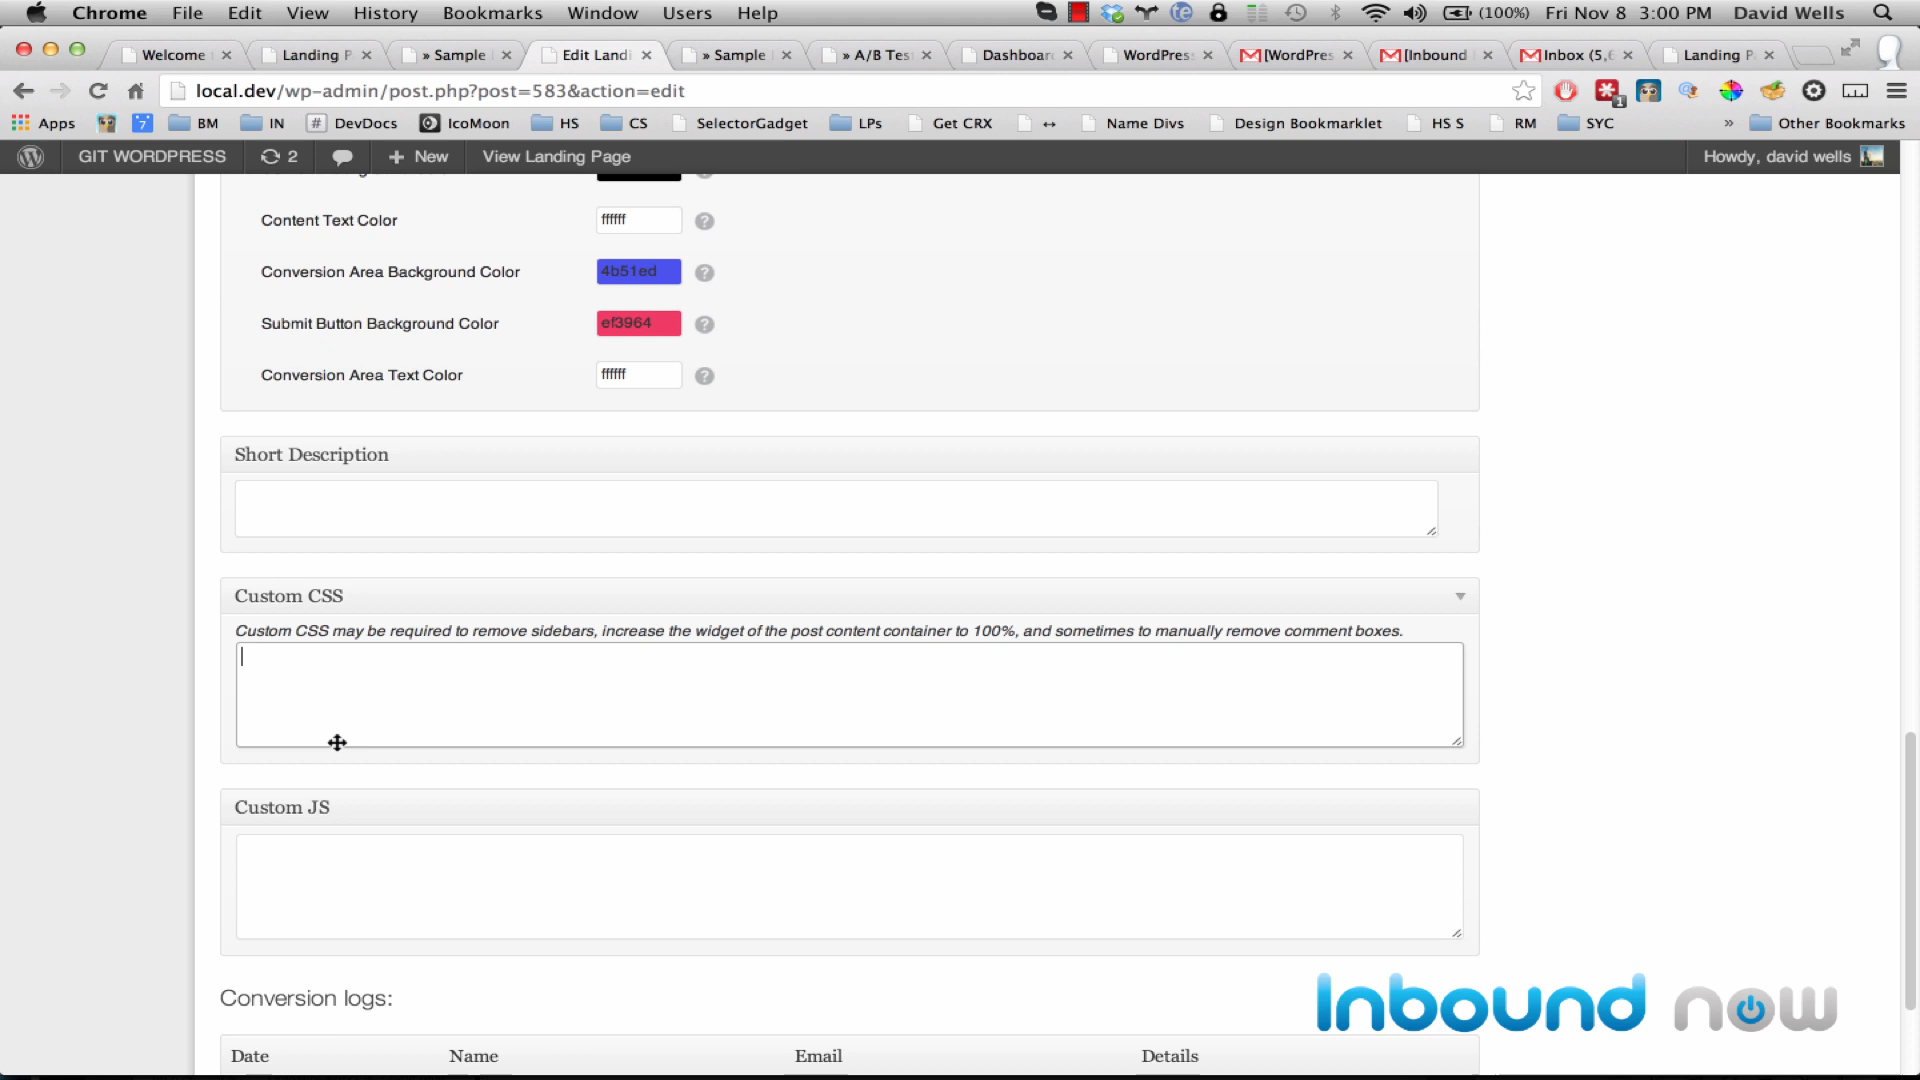 Chrome File Edit View History Bookmarks Window Users Help (100%) Fri Nov 8 3:00 PM David Wells
Welcome Landing P » Sample Edit Landi » Sample » A/B Tes Dashboar WordPres [WordPres [Inbound Inbox (5,6 Landing P
local.dev/wp-admin/post.php?post=583&action=edit 1
Apps 7 BM IN # DevDocs IcoMoon HS CS SelectorGadget LPs Get CRX ↔ Name Divs Design Bookmarklet HS S RM SYC » Other Bookmarks
GIT WORDPRESS 2 + New View Landing Page Howdy, david wells
Content Text Color ffffff ?
Conversion Area Background Color 4b51ed ?
Submit Button Background Color ef3964 ?
Conversion Area Text Color ffffff ?
Short Description
Custom CSS
Custom CSS may be required to remove sidebars, increase the widget of the post content container to 100%, and sometimes to manually remove comment boxes.
Custom JS
Conversion logs:
Inbound now
Date Name Email Details